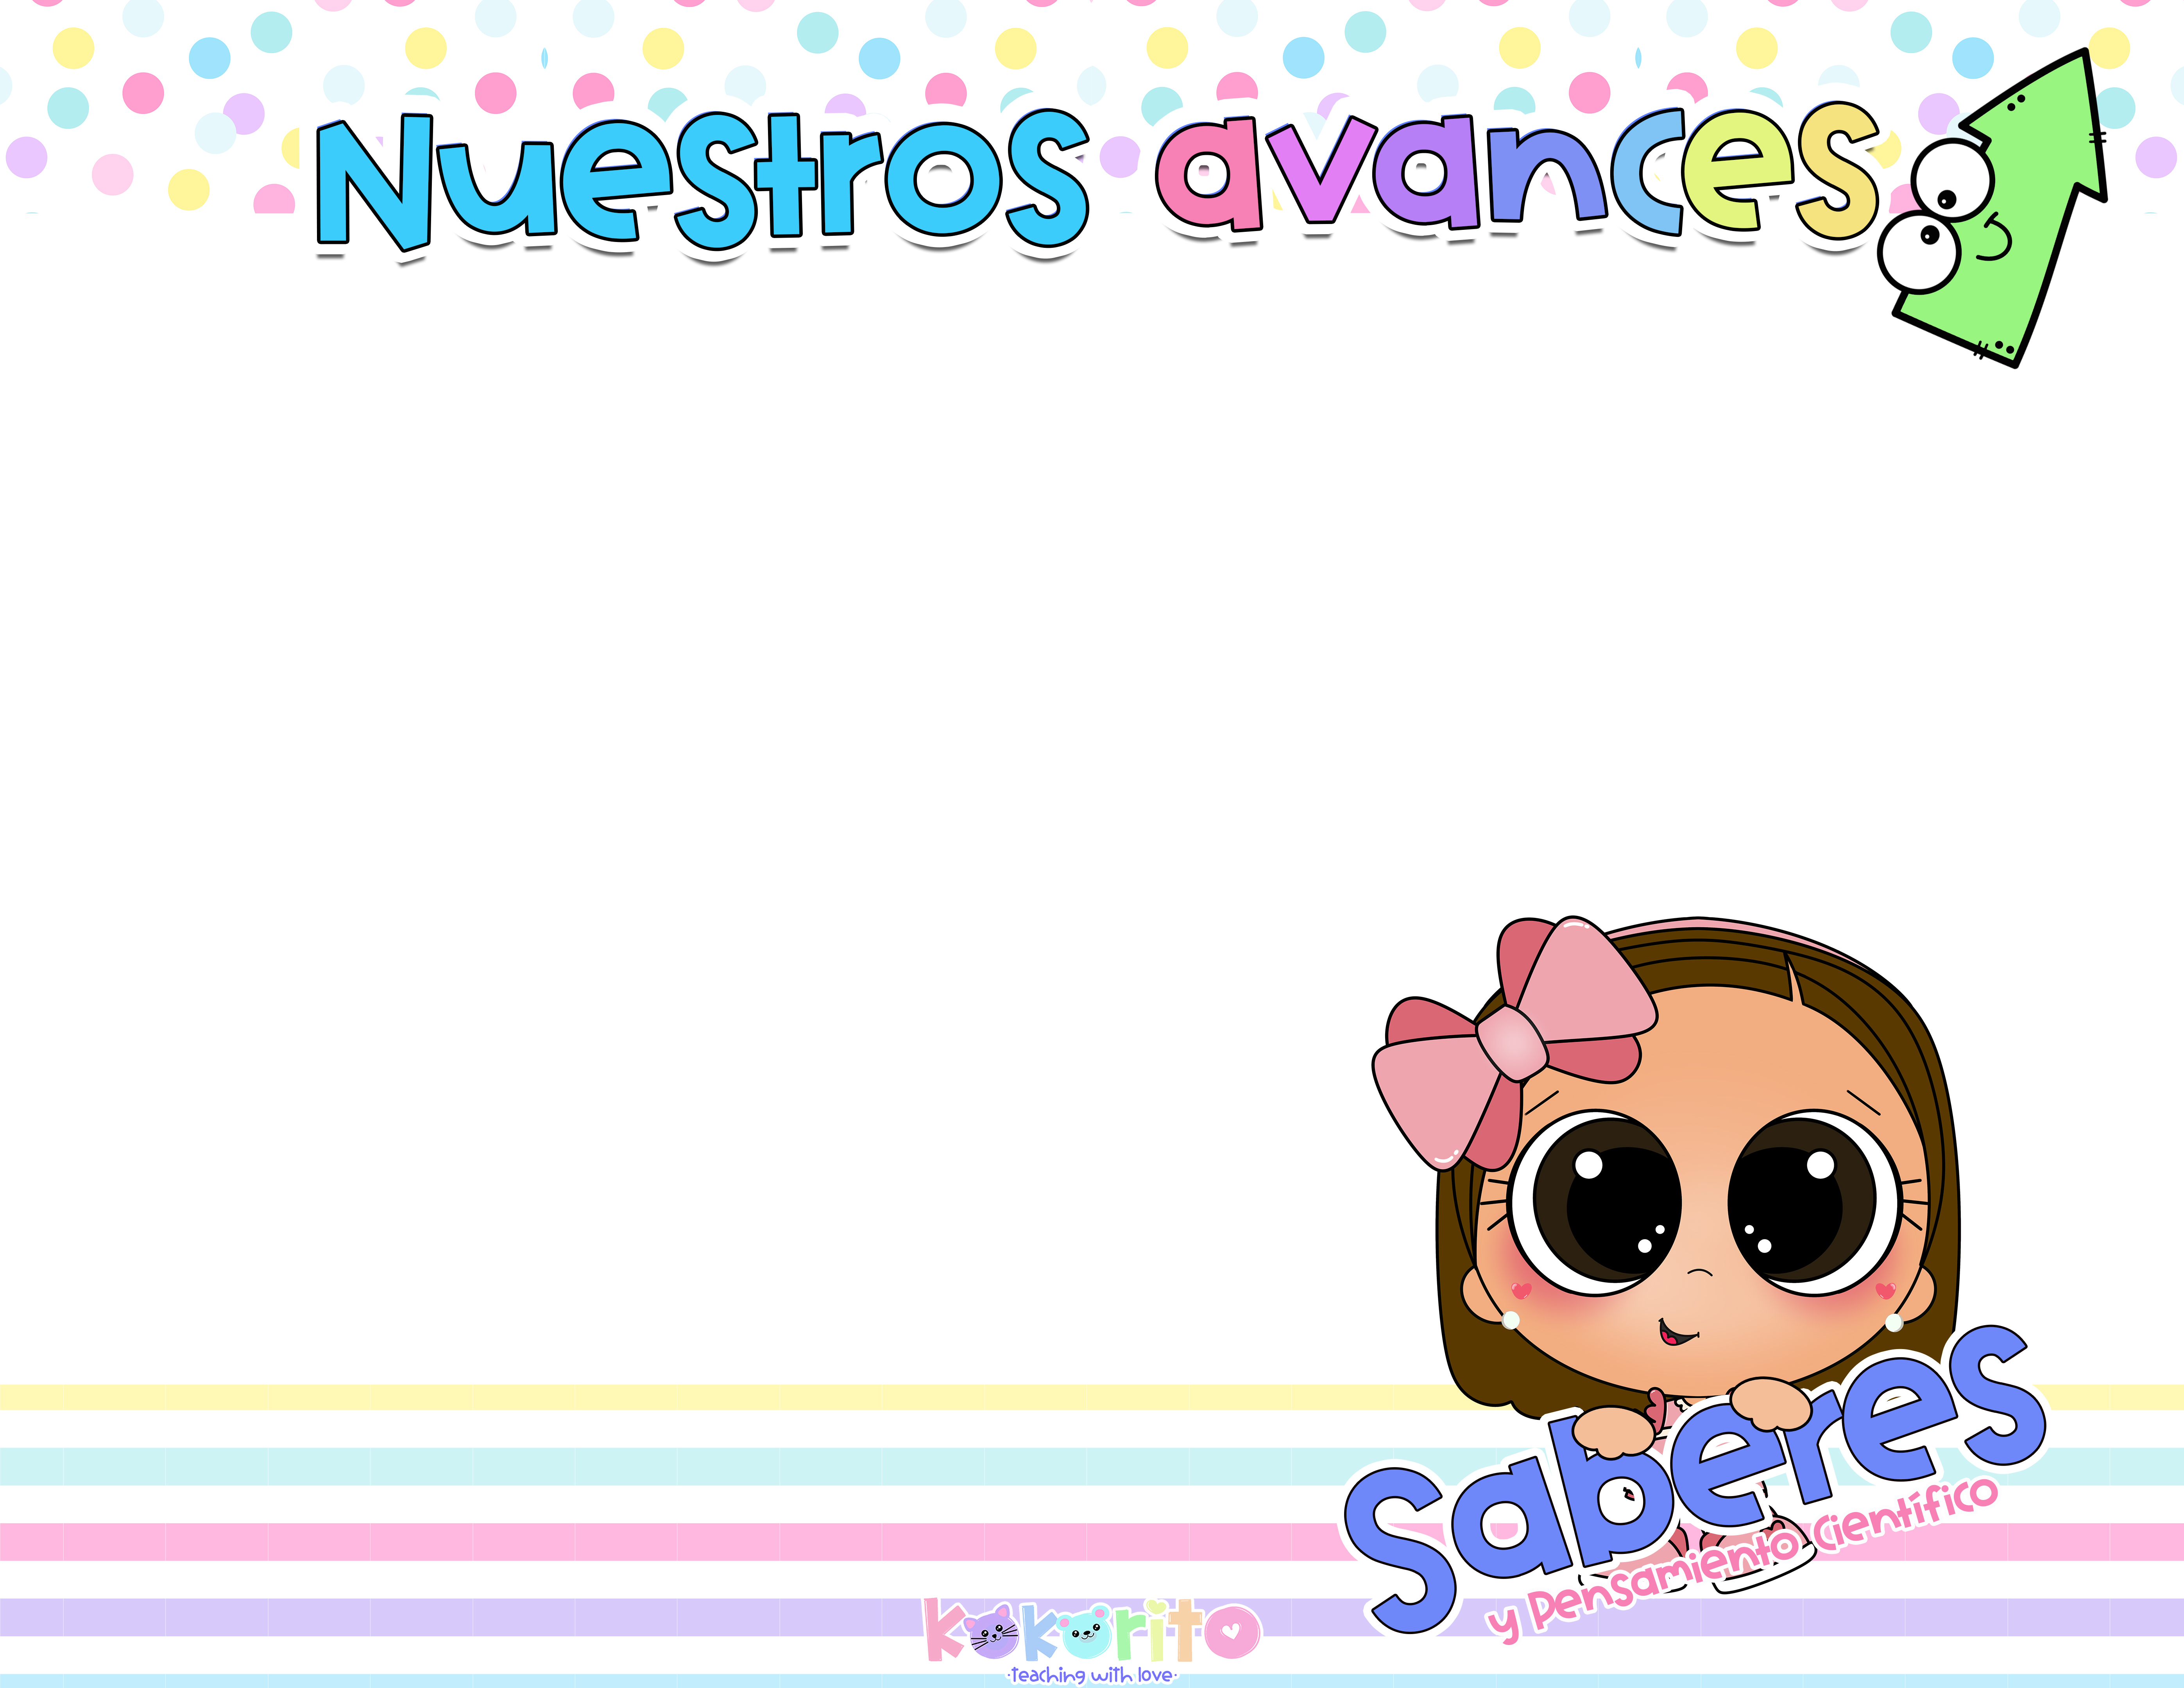 Nuestros avances
Saberes
y Pensamiento Científico
kokorito
·teaching with love·